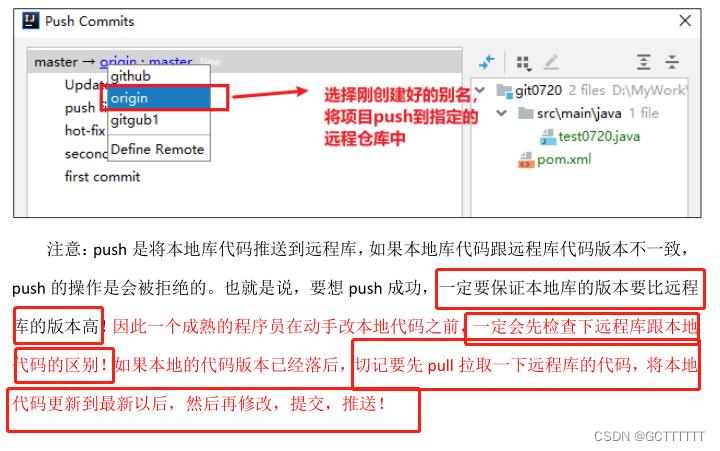 Push Commits
master → origin : master New
github
Upda
origin
push fi
gitgub1
hot-fix
Define Remote
second
first commit
选择刚创建好的别名，
将项目push到指定的
远程仓库中
git0720 2 files D:\MyWork\
src\main\java 1 file
test0720.java
pom.xml
注意：push 是将本地库代码推送到远程库，如果本地库代码跟远程库代码版本不一致，
push 的操作是会被拒绝的。也就是说，要想 push 成功，一定要保证本地库的版本要比远程
库的版本高！因此一个成熟的程序员在动手改本地代码之前，一定会先检查下远程库跟本地
代码的区别！如果本地的代码版本已经落后，切记要先 pull 拉取一下远程库的代码，将本地
代码更新到最新以后，然后再修改，提交，推送！
CSDN @GCTTTTTT